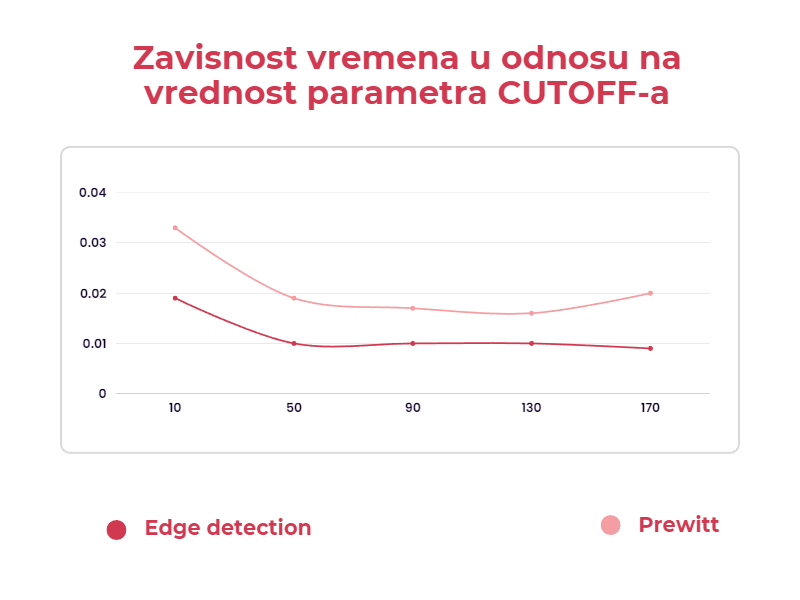 Zavisnost vremena u odnosu na
vrednost parametra CUTOFF-a
0.04
0.03
0.02
0.01
0
10 50 90 130 170
Edge detection
Prewitt